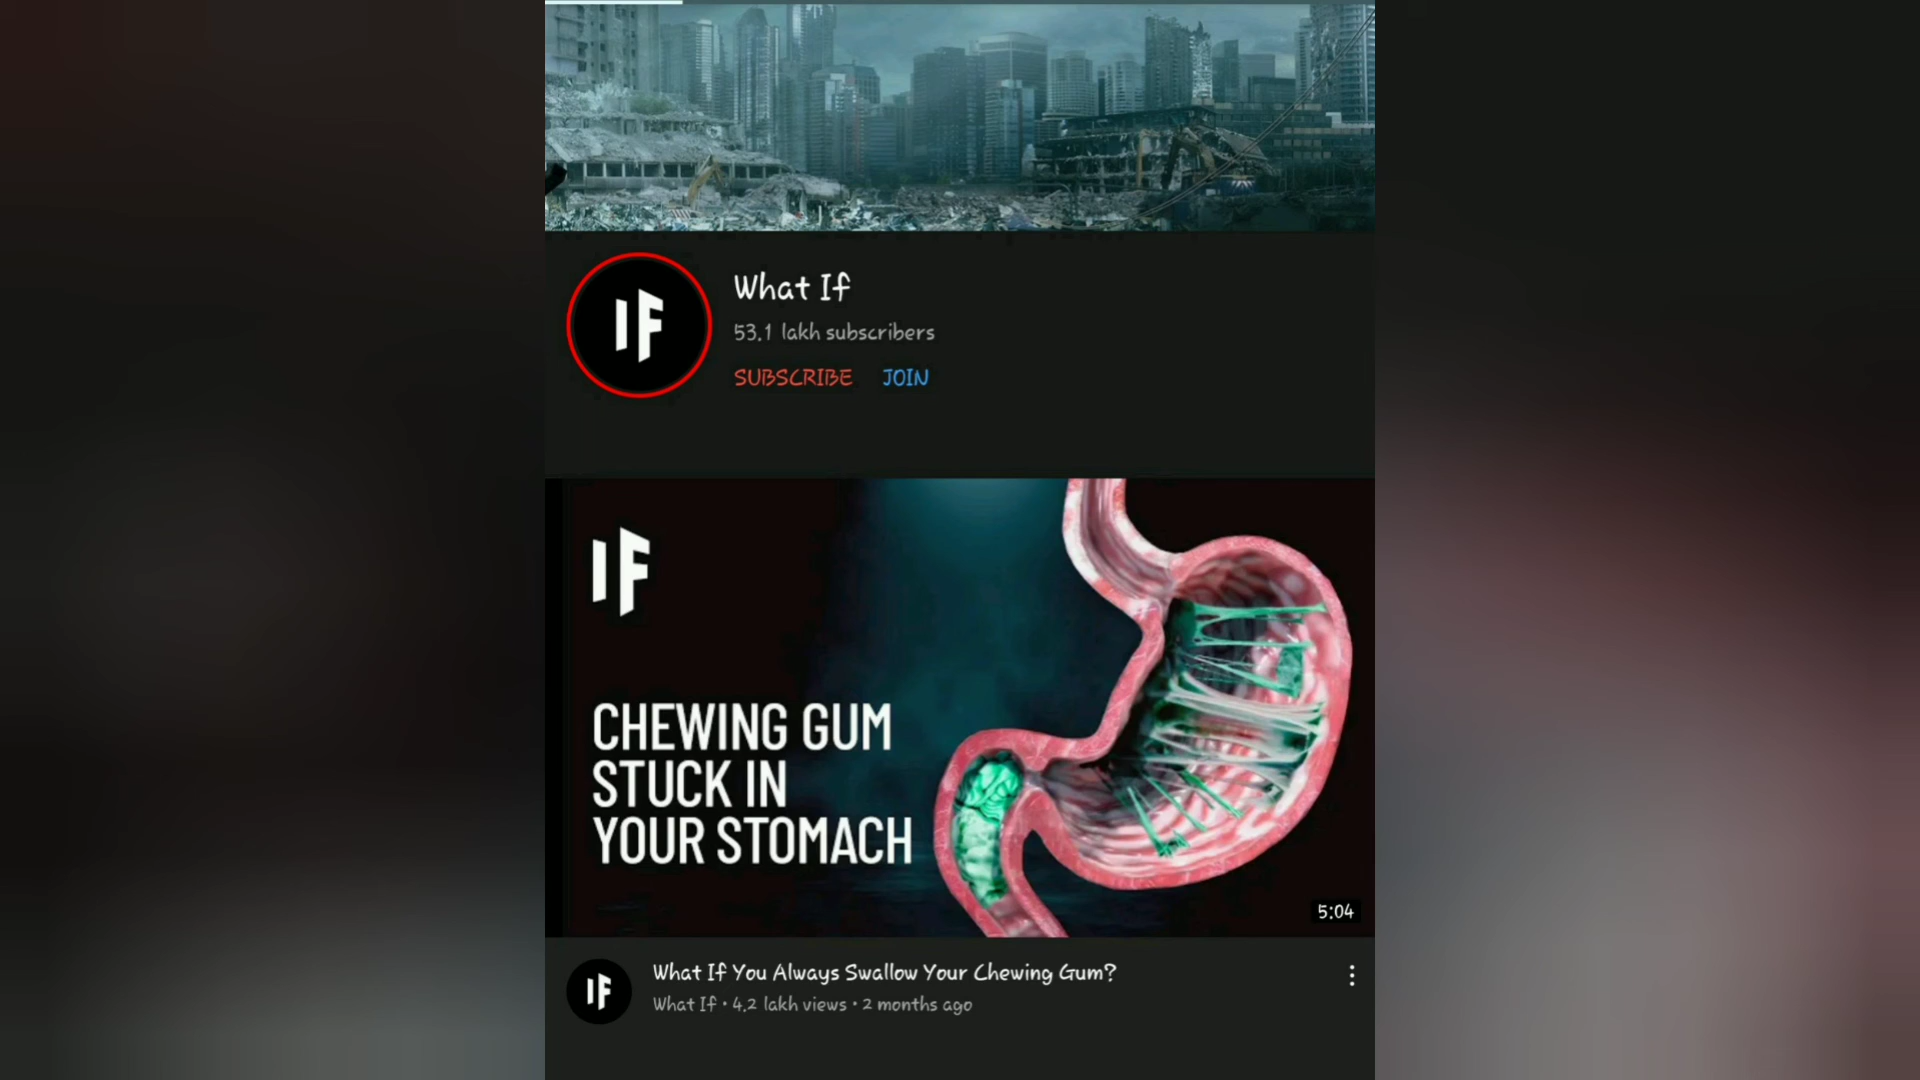 IF
What If
53.1 lakh subscribers
SUBSCRIBE JOIN
IF
CHEWING GUM
STUCK IN
YOUR STOMACH
5:04
IF
What If You Always Swallow Your Chewing Gum?
What If • 4.2 lakh views • 2 months ago